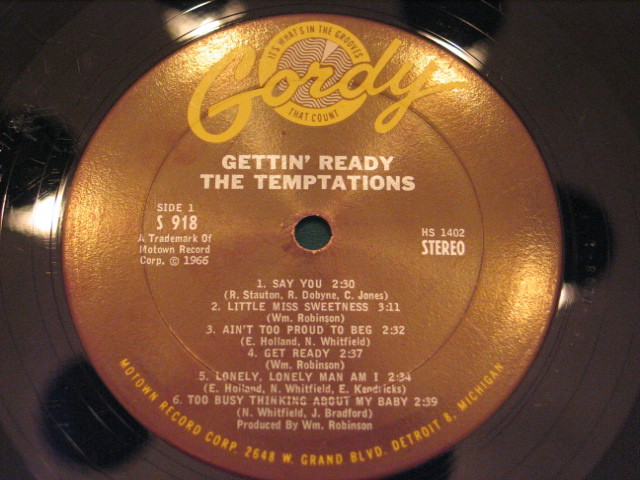 IT'S WHAT'S IN THE GROOVES
Gordy
THAT COUNT
GETTIN' READY
THE TEMPTATIONS
SIDE 1
S 918
A Trademark Of
Motown Record
Corp. © 1966
HS 1402
STEREO
1. SAY YOU 2:30
(R. Stauton, R. Dobyne, C. Jones)
2. LITTLE MISS SWEETNESS 3:11
(Wm. Robinson)
3. AIN'T TOO PROUD TO BEG 2:32
(E. Holland, N. Whitfield)
4. GET READY 2:37
(Wm. Robinson)
5. LONELY, LONELY MAN AM I 2:34
(E. Holland, N. Whitfield, E. Kendricks)
6. TOO BUSY THINKING ABOUT MY BABY 2:39
(N. Whitfield, J. Bradford)
Produced By Wm. Robinson
MOTOWN RECORD CORP. 2648 W. GRAND BLVD. DETROIT 8, MICHIGAN